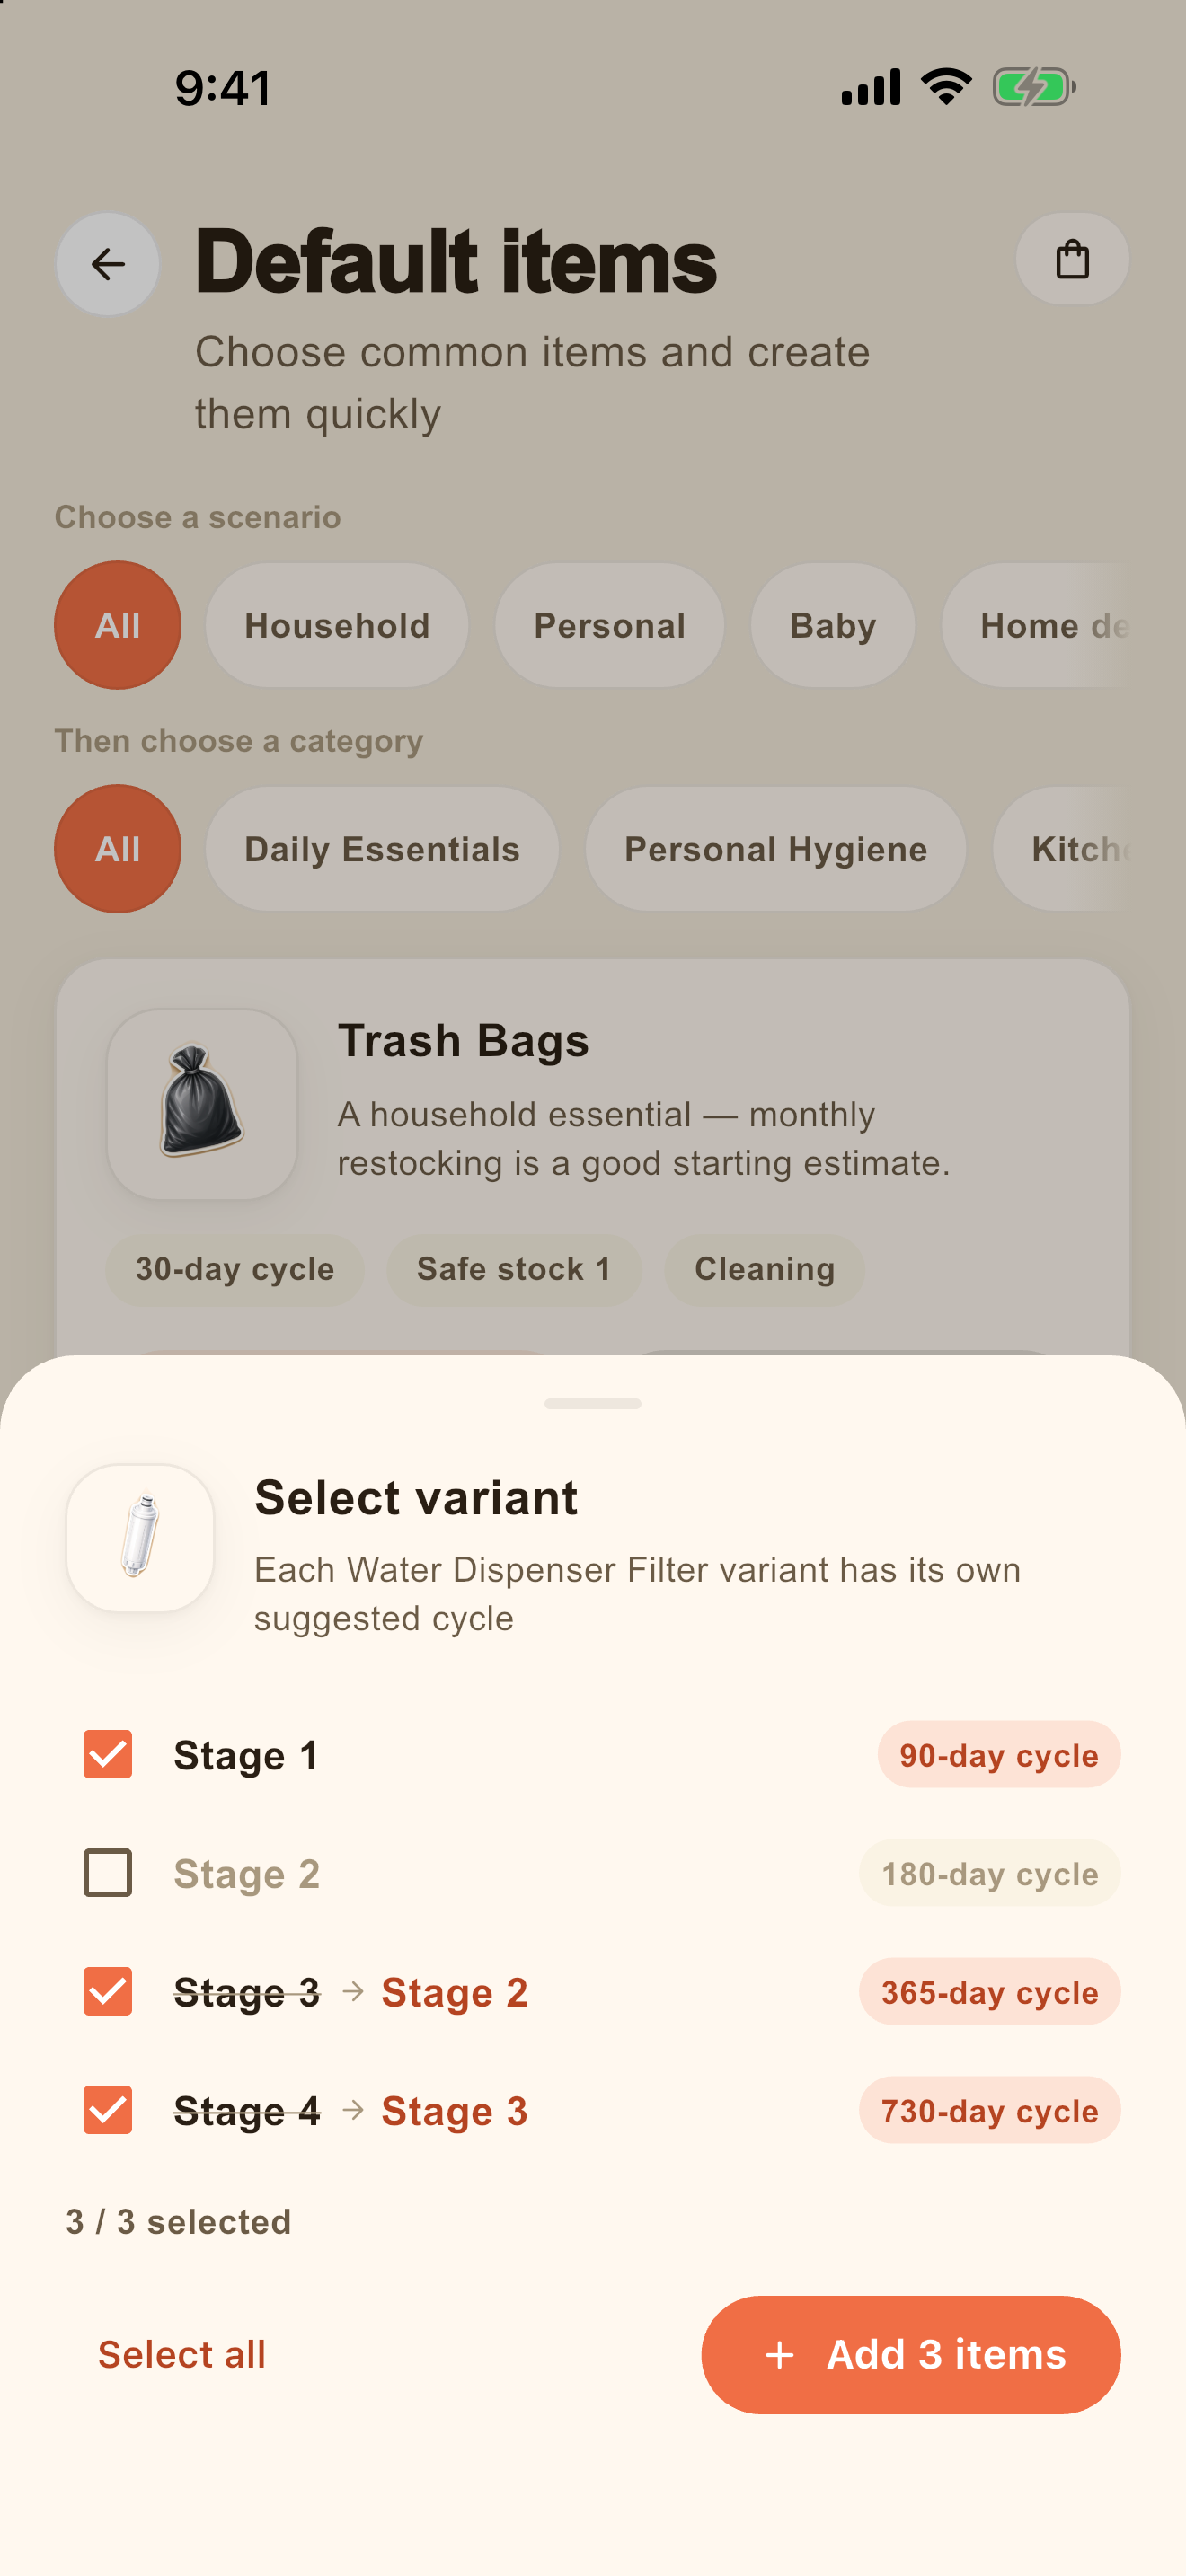 9:41
Default items
Choose common items and create
them quickly
Choose a scenario
All
Household
Personal
Baby
Home de
Then choose a category
All
Daily Essentials
Personal Hygiene
Kitche
Trash Bags
A household essential — monthly
restocking is a good starting estimate.
30-day cycle
Safe stock 1
Cleaning
Select variant
Each Water Dispenser Filter variant has its own
suggested cycle
Stage 1
90-day cycle
Stage 2
180-day cycle
Stage 3 → Stage 2
365-day cycle
Stage 4 → Stage 3
730-day cycle
3 / 3 selected
Select all
+ Add 3 items